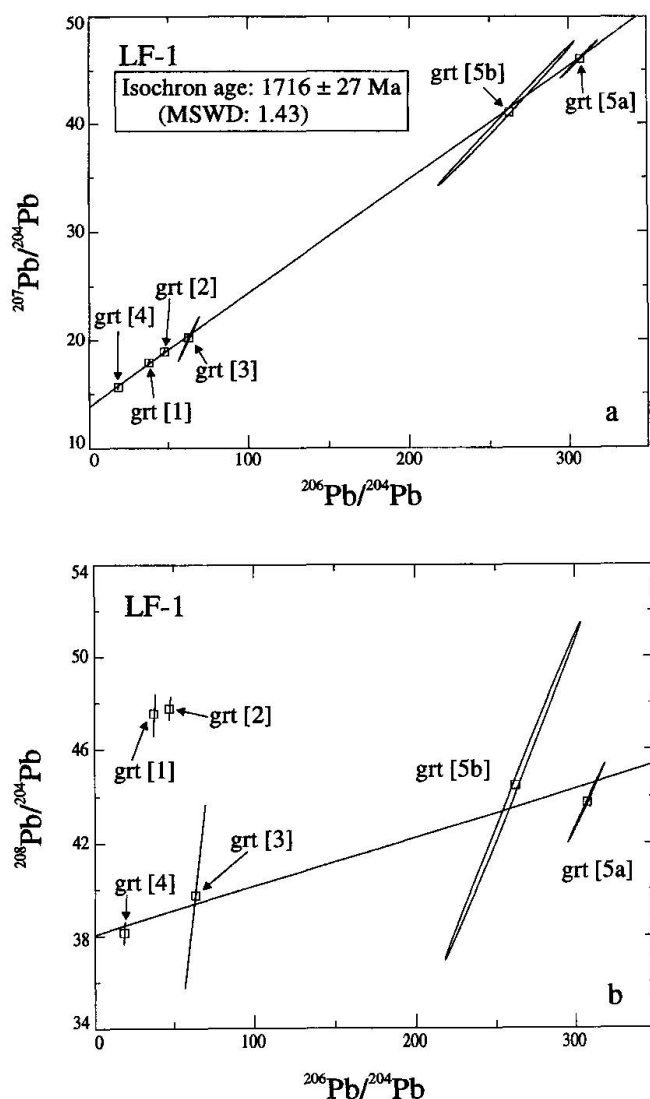 50
LF-1
Isochron age: 1716 ± 27 Ma
(MSWD: 1.43)
grt [5b]
grt [5a]
40
²⁰⁷Pb/²⁰⁴Pb
30
grt [2]
grt [4]
20
grt [3]
grt [1]
a
10
0 100 200 300
²⁰⁶Pb/²⁰⁴Pb
54
LF-1
50
grt [2]
46
grt [1]
grt [5b]
²⁰⁸Pb/²⁰⁴Pb
42
grt [3]
grt [5a]
grt [4]
38
b
34
0 100 200 300
²⁰⁶Pb/²⁰⁴Pb